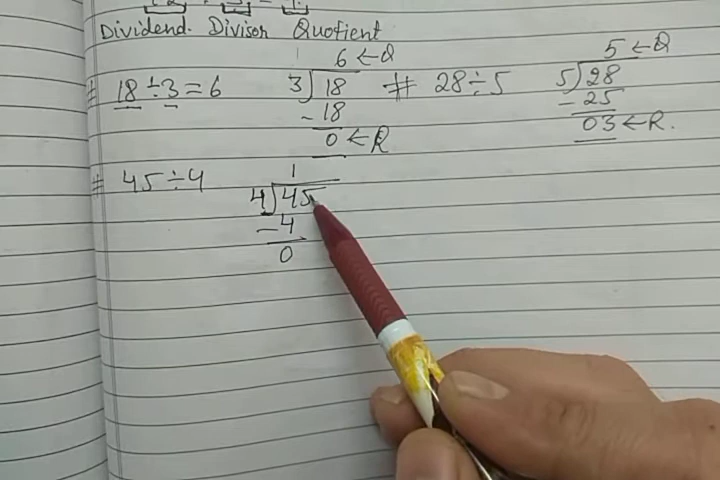 Dividend. Divisor Quotient
# 18 ÷ 3 = 6
6 ← Q
3 ) 18
- 18
0 ← R
# 28 ÷ 5
5 ← Q
5 ) 28
- 25
03 ← R.
# 45 ÷ 4
1
4 ) 45
- 4
0